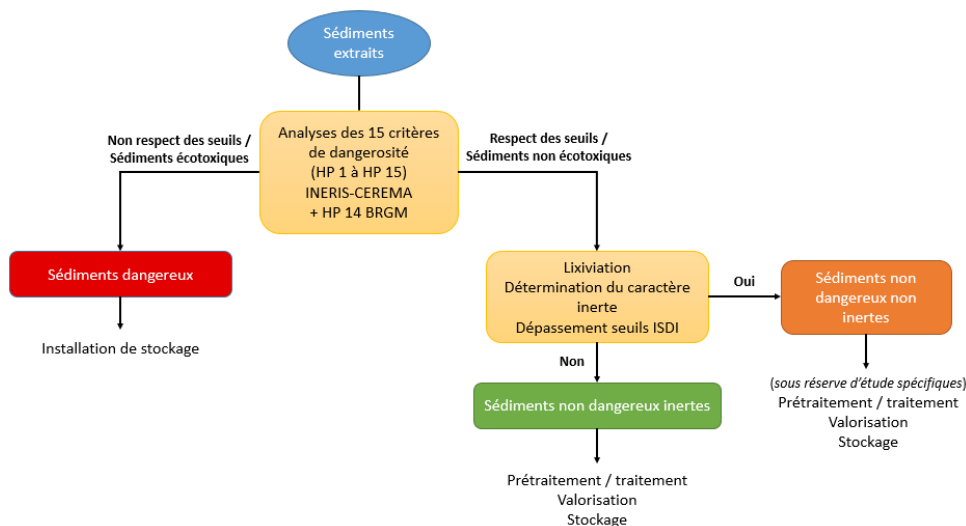 Sédiments
extraits
Analyses des 15 critères
de dangerosité
(HP 1 à HP 15)
INERIS-CEREMA
+ HP 14 BRGM
Non respect des seuils /
Sédiments écotoxiques
Respect des seuils /
Sédiments non écotoxiques
Sédiments dangereux
Installation de stockage
Lixiviation
Détermination du caractère
inerte
Dépassement seuils ISDI
Oui
Sédiments non
dangereux non
inertes
Non
Sédiments non dangereux inertes
(sous réserve d'étude spécifiques)
Prétraitement / traitement
Valorisation
Stockage
Prétraitement / traitement
Valorisation
Stockage